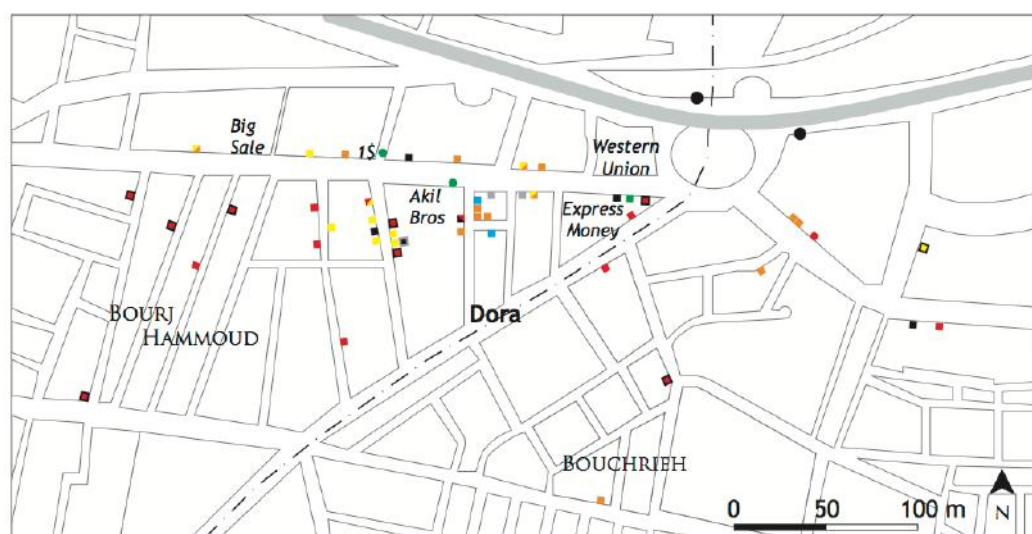 Big
Sale
1$
Western
Union
Akil
Bros
Express
Money
BOURJ
HAMMOUD
Dora
BOUCHRIEH
0 50 100 m
N